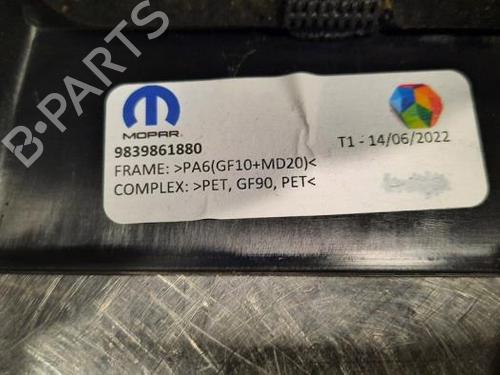 MOPAR.
9839861880
T1 - 14/06/2022
FRAME: >PA6(GF10+MD20)<
COMPLEX: >PET, GF90, PET<
B-PARTS